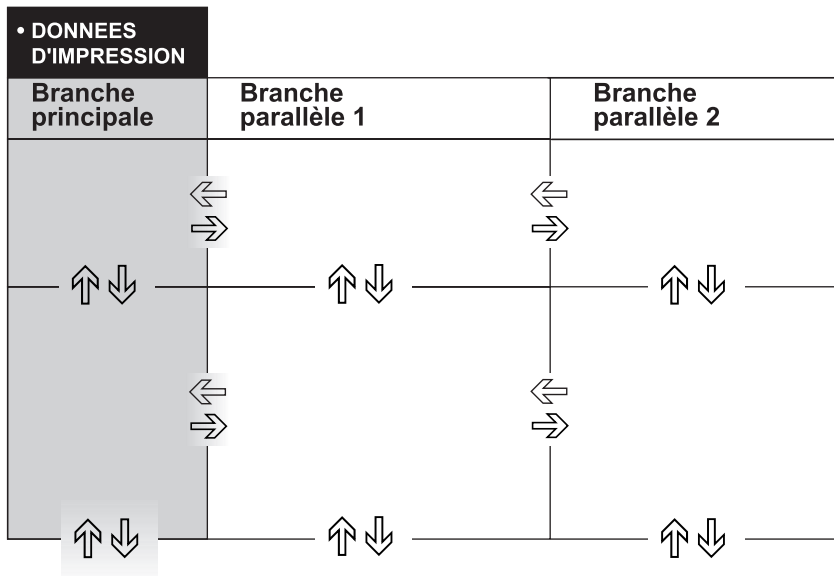 • DONNEES
D'IMPRESSION
Branche
principale
Branche
parallèle 1
Branche
parallèle 2